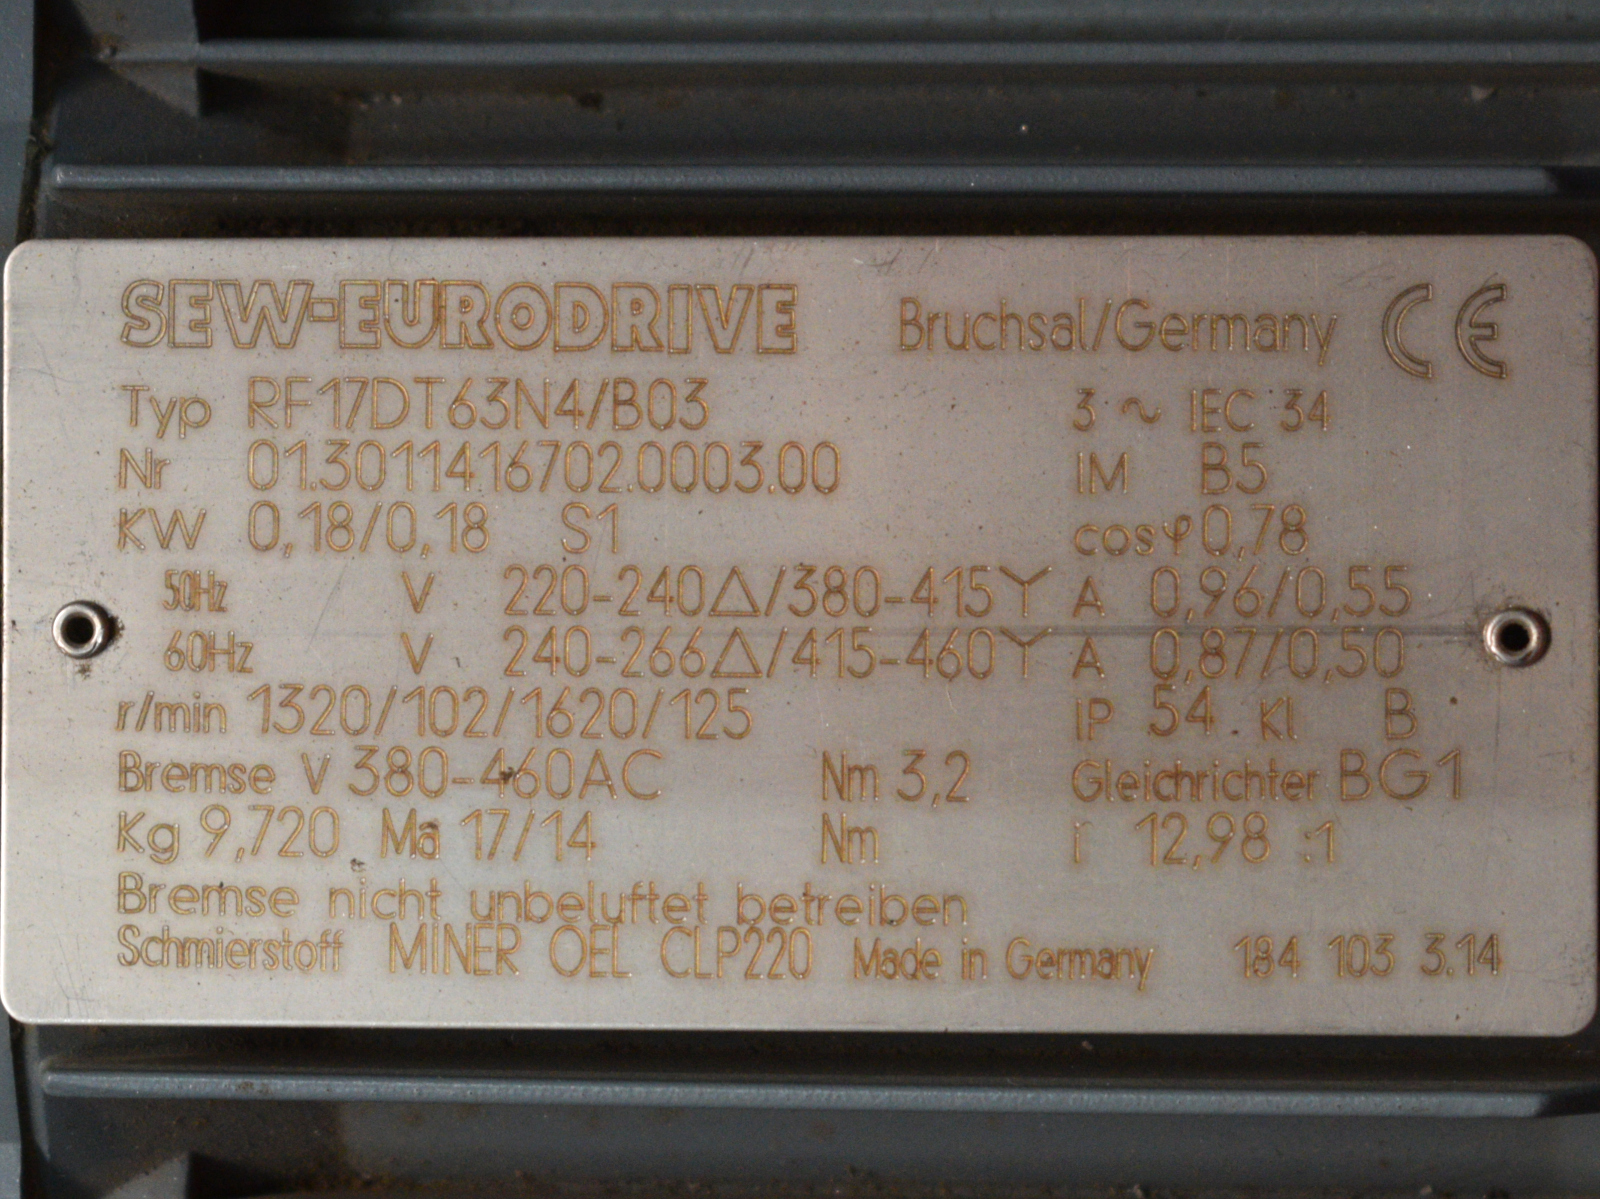 SEW-EURODRIVE Bruchsal/Germany CE
Typ RF17DT63N4/B03 3 ~ IEC 34
Nr 01.3011416702.0003.00 IM B5
KW 0,18/0,18 S1 cosφ 0,78
50Hz V 220-240△/380-415Y A 0,96/0,55
60Hz V 240-266△/415-460Y A 0,87/0,50
r/min 1320/102/1620/125 IP 54 Kl B
Bremse V 380-460AC Nm 3,2 Gleichrichter BG1
Kg 9,720 Ma 17/14 Nm i 12,98 :1
Bremse nicht unbeluftet betreiben
Schmierstoff MINER OEL CLP220 Made in Germany 184 103 3.14